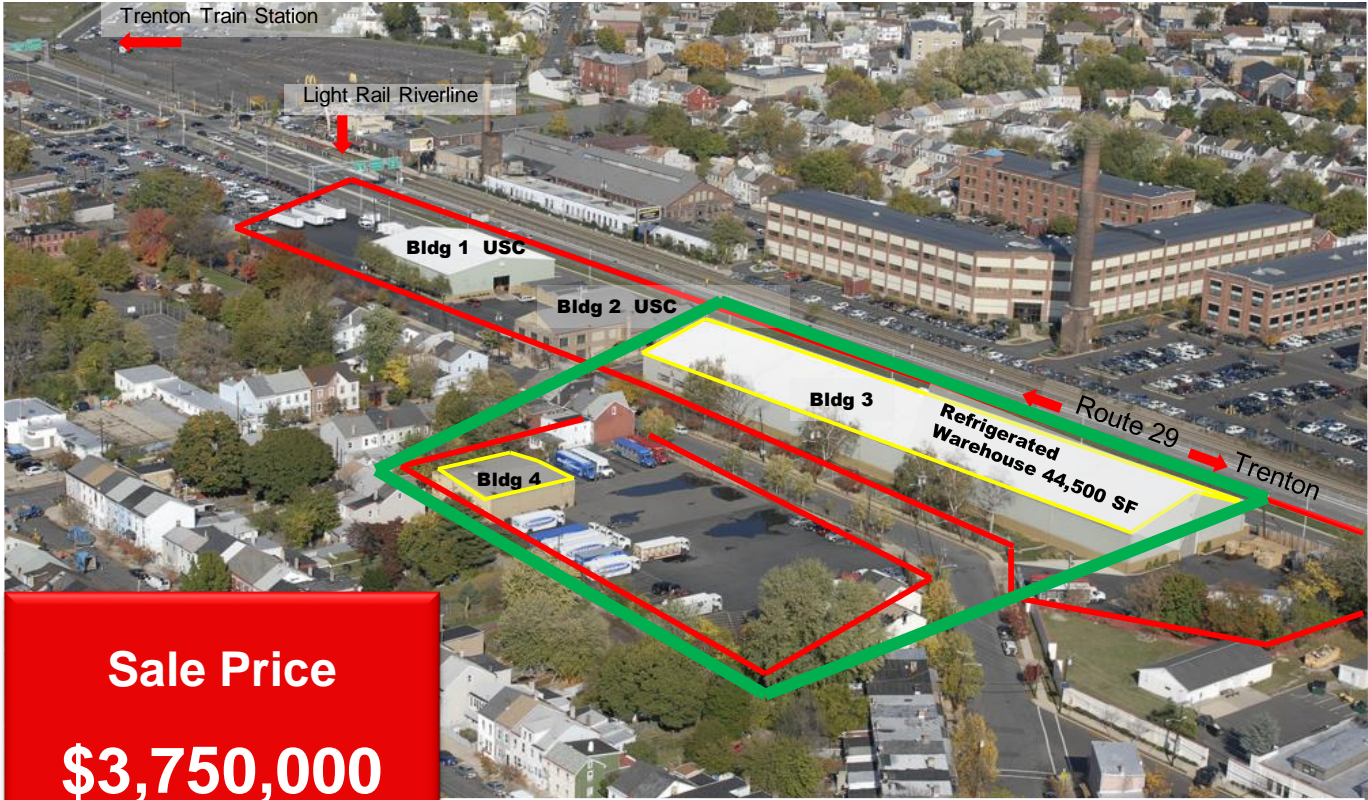 Trenton Train Station
Light Rail Riverline
Bldg 1 USC
Bldg 2 USC
Bldg 3
Refrigerated
Warehouse 44,500 SF
Route 29
Trenton
Bldg 4
Sale Price
$3,750,000